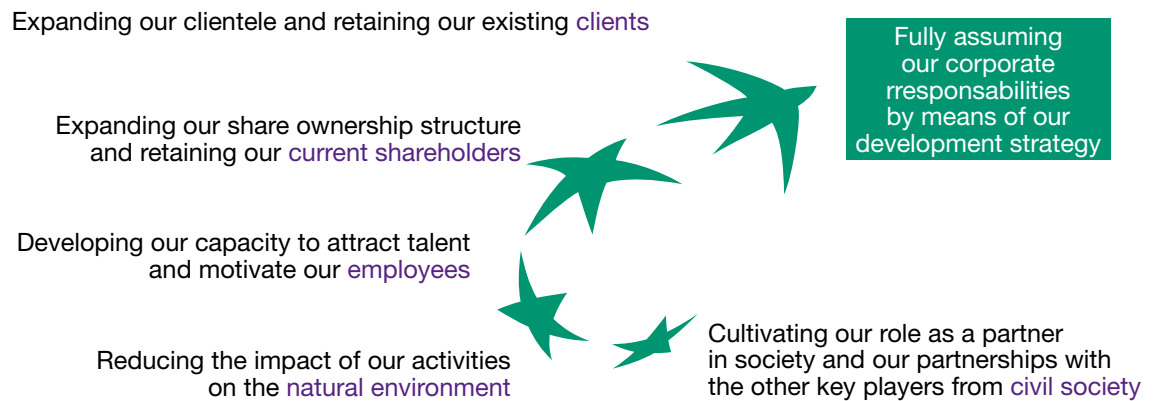 Expanding our clientele and retaining our existing clients
Fully assuming
our corporate
rresponsabilities
by means of our
development strategy
Expanding our share ownership structure
and retaining our current shareholders
Developing our capacity to attract talent
and motivate our employees
Reducing the impact of our activities
on the natural environment
Cultivating our role as a partner
in society and our partnerships with
the other key players from civil society